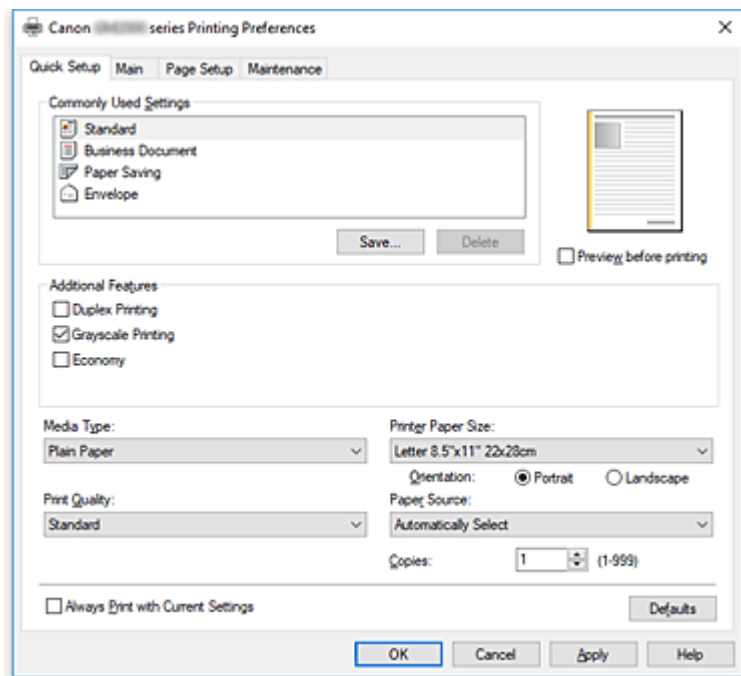 Canon series Printing Preferences
Quick Setup Main Page Setup Maintenance
Commonly Used Settings
Standard
Business Document
Paper Saving
Envelope
Save... Delete
Preview before printing
Additional Features
Duplex Printing
Grayscale Printing
Economy
Media Type: Printer Paper Size:
Plain Paper Letter 8.5"x11" 22x28cm
Orientation: Portrait Landscape
Print Quality: Paper Source:
Standard Automatically Select
Copies: 1 (1-999)
Always Print with Current Settings Defaults
OK Cancel Apply Help